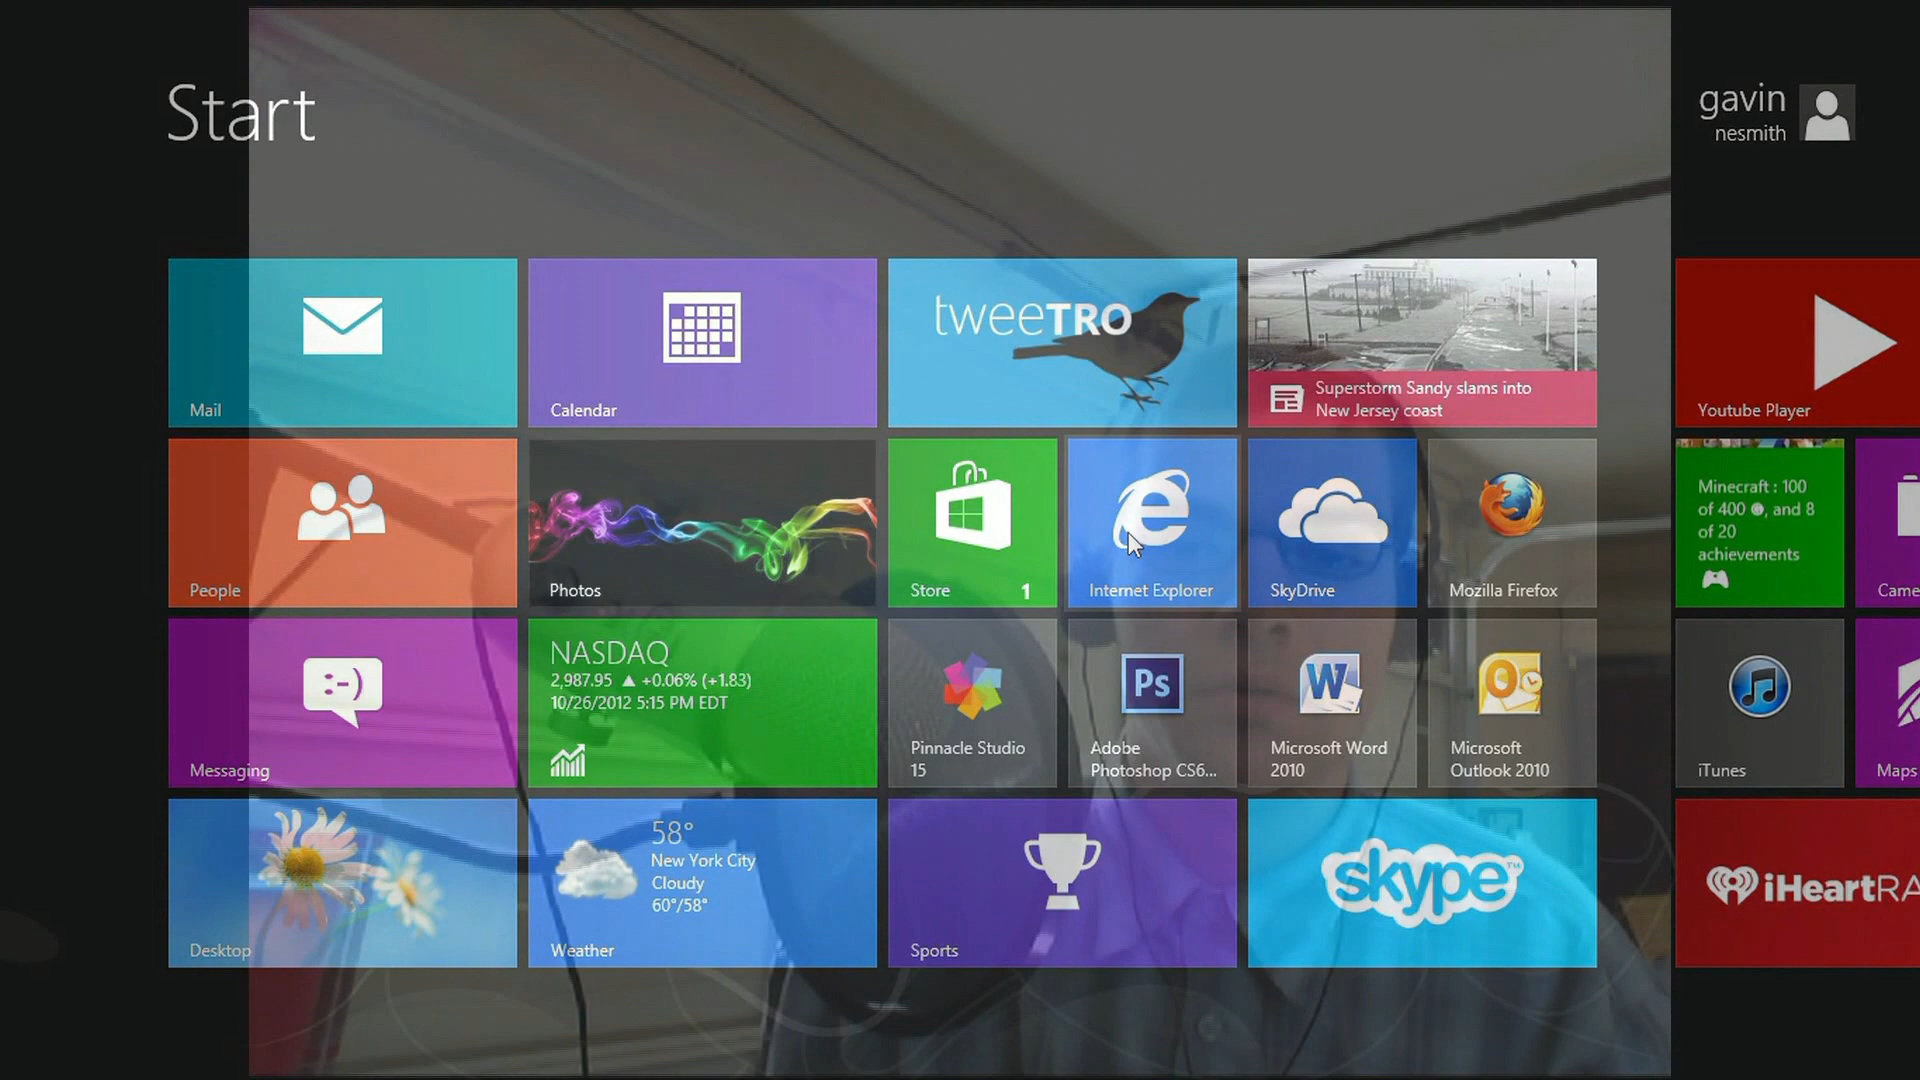 Start
gavin
nesmith
Mail
Calendar
tweeTRO
Superstorm Sandy slams into
New Jersey coast
Youtube Player
People
Photos
Store
1
Internet Explorer
SkyDrive
Mozilla Firefox
Minecraft : 100
of 400 G, and 8
of 20
achievements
Came
:-)
Messaging
NASDAQ
2,987.95 ▲ +0.06% (+1.83)
10/26/2012 5:15 PM EDT
Pinnacle Studio
15
Ps
Adobe
Photoshop CS6...
W
Microsoft Word
2010
O
Microsoft
Outlook 2010
iTunes
Maps
Desktop
58°
New York City
Cloudy
60°/58°
Weather
Sports
skype™
iHeartRA